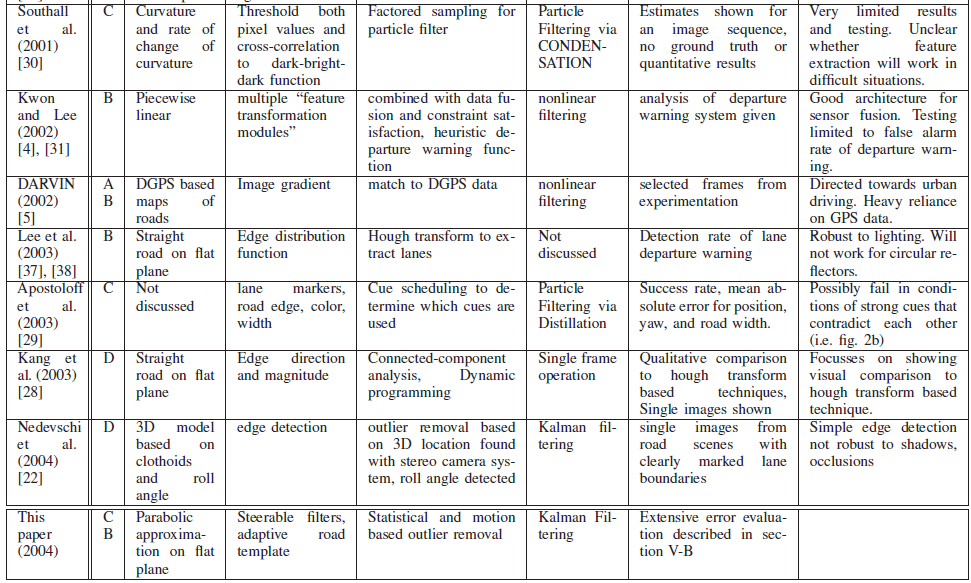 Southall
et al.
(2001)
[30]
C
Curvature
and rate of
change of
curvature
Threshold both
pixel values and
cross-correlation
to dark-bright-
dark function
Factored sampling for
particle filter
Particle
Filtering via
CONDEN-
SATION
Estimates shown for
an image sequence,
no ground truth or
quantitative results
Very limited results
and testing. Unclear
whether feature
extraction will work in
difficult situations.
Kwon
and Lee
(2002)
[4], [31]
B
Piecewise
linear
multiple “feature
transformation
modules”
combined with data fu-
sion and constraint sat-
isfaction, heuristic de-
parture warning func-
tion
nonlinear
filtering
analysis of departure
warning system given
Good architecture for
sensor fusion. Testing
limited to false alarm
rate of departure warn-
ing.
DARVIN
(2002)
[5]
A
B
DGPS based
maps of
roads
Image gradient
match to DGPS data
nonlinear
filtering
selected frames from
experimentation
Directed towards urban
driving. Heavy reliance
on GPS data.
Lee et al.
(2003)
[37], [38]
B
Straight
road on flat
plane
Edge distribution
function
Hough transform to ex-
tract lanes
Not
discussed
Detection rate of lane
departure warning
Robust to lighting. Will
not work for circular re-
flectors.
Apostoloff
et al.
(2003)
[29]
C
Not
discussed
lane markers,
road edge, color,
width
Cue scheduling to de-
termine which cues are
used
Particle
Filtering via
Distillation
Success rate, mean ab-
solute error for position,
yaw, and road width.
Possibly fail in condi-
tions of strong cues that
contradict each other
(i.e. fig. 2b)
Kang et
al. (2003)
[28]
D
Straight
road on flat
plane
Edge direction
and magnitude
Connected-component
analysis, Dynamic
programming
Single frame
operation
Qualitative comparison
to hough transform
based techniques,
Single images shown
Focusses on showing
visual comparison to
hough transform based
technique.
Nedevschi
et al.
(2004)
[22]
D
3D model
based on
clothoids
and roll
angle
edge detection
outlier removal based
on 3D location found
with stereo camera sys-
tem, roll angle detected
Kalman fil-
tering
single images from
road scenes with
clearly marked lane
boundaries
Simple edge detection
not robust to shadows,
occlusions
This
paper
(2004)
C
B
Parabolic
approxima-
tion on flat
plane
Steerable filters,
adaptive road
template
Statistical and motion
based outlier removal
Kalman Fil-
tering
Extensive error evalua-
tion described in sec-
tion V-B